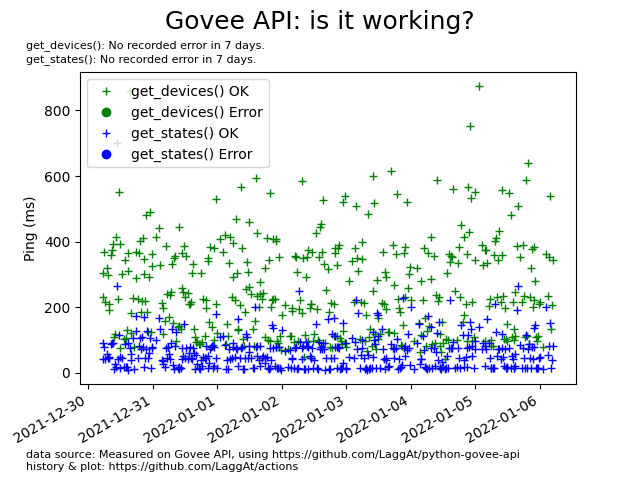 Govee API: is it working?
get_devices(): No recorded error in 7 days.
get_states(): No recorded error in 7 days.
get_devices() OK
get_devices() Error
get_states() OK
get_states() Error
Ping (ms)
800
600
400
200
0
2021-12-30
2021-12-31
2022-01-01
2022-01-02
2022-01-03
2022-01-04
2022-01-05
2022-01-06
data source: Measured on Govee API, using https://github.com/LaggAt/python-govee-api
history & plot: https://github.com/LaggAt/actions